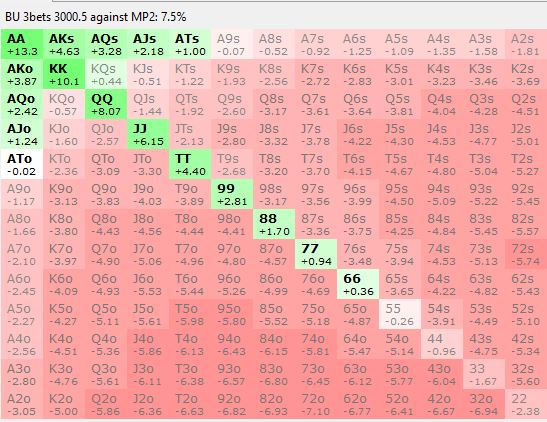 BU 3bets 3000.5 against MP2: 7.5%
AA AKs AQs AJs ATs A9s A8s A7s A6s A5s A4s A3s A2s
+13.3 +4.63 +3.28 +2.18 +1.00 -0.07 -0.52 -0.92 -1.25 -1.09 -1.35 -1.58 -1.81
AKo KK KQs KJs KTs K9s K8s K7s K6s K5s K4s K3s K2s
+3.87 +10.1 +0.44 -0.51 -1.22 -1.93 -2.56 -2.72 -2.83 -3.01 -3.23 -3.46 -3.69
AQo KQo QQ QJs QTs Q9s Q8s Q7s Q6s Q5s Q4s Q3s Q2s
+2.42 -0.57 +8.07 -1.44 -1.92 -2.60 -3.17 -3.61 -3.64 -3.81 -4.04 -4.28 -4.51
AJo KJo QJo JJ JTs J9s J8s J7s J6s J5s J4s J3s J2s
+1.24 -1.60 -2.57 +6.15 -2.13 -2.80 -3.32 -3.78 -4.22 -4.30 -4.53 -4.77 -5.01
ATo KTo QTo JTo TT T9s T8s T7s T6s T5s T4s T3s T2s
-0.02 -2.36 -3.09 -3.30 +4.40 -2.68 -3.20 -3.70 -4.15 -4.67 -4.80 -5.04 -5.27
A9o K9o Q9o J9o T9o 99 98s 97s 96s 95s 94s 93s 92s
-1.17 -3.13 -3.83 -4.03 -3.89 +2.81 -3.17 -3.56 -3.99 -4.50 -5.09 -5.22 -5.45
A8o K8o Q8o J8o T8o 98o 88 87s 86s 85s 84s 83s 82s
-1.66 -3.80 -4.43 -4.56 -4.44 -4.41 +1.70 -3.36 -3.75 -4.25 -4.84 -5.45 -5.57
A7o K7o Q7o J7o T7o 97o 87o 77 76s 75s 74s 73s 72s
-2.10 -3.97 -4.90 -5.06 -4.96 -4.80 -4.57 +0.94 -3.48 -3.94 -4.53 -5.13 -5.74
A6o K6o Q6o J6o T6o 96o 86o 76o 66 65s 64s 63s 62s
-2.45 -4.09 -4.93 -5.53 -5.44 -5.26 -4.99 -4.69 +0.36 -3.65 -4.22 -4.82 -5.43
A5o K5o Q5o J5o T5o 95o 85o 75o 65o 55 54s 53s 52s
-2.27 -4.27 -5.11 -5.61 -5.98 -5.80 -5.52 -5.18 -4.87 -0.26 -3.91 -4.49 -5.10
A4o K4o Q4o J4o T4o 94o 84o 74o 64o 54o 44 43s 42s
-2.56 -4.51 -5.36 -5.86 -6.13 -6.43 -6.15 -5.81 -5.47 -5.14 -0.96 -4.75 -5.34
A3o K3o Q3o J3o T3o 93o 83o 73o 63o 53o 43o 33 32s
-2.80 -4.76 -5.61 -6.11 -6.38 -6.57 -6.80 -6.45 -6.12 -5.77 -6.04 -1.67 -5.60
A2o K2o Q2o J2o T2o 92o 82o 72o 62o 52o 42o 32o 22
-3.05 -5.00 -5.86 -6.36 -6.63 -6.82 -6.93 -7.10 -6.77 -6.41 -6.67 -6.94 -2.38